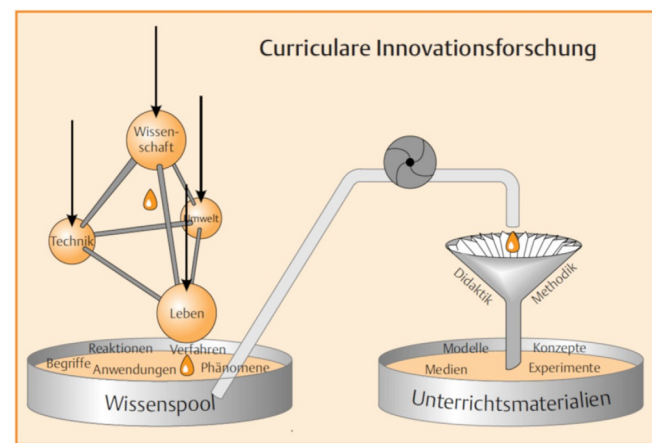 Curriculare Innovationsforschung
Wissen-
schaft
Umwelt
Technik
Leben
Reaktionen
Verfahren
Begriffe
Anwendungen
Phänomene
Wissenspool
Didaktik
Methodik
Modelle
Konzepte
Medien
Experimente
Unterrichtsmaterialien